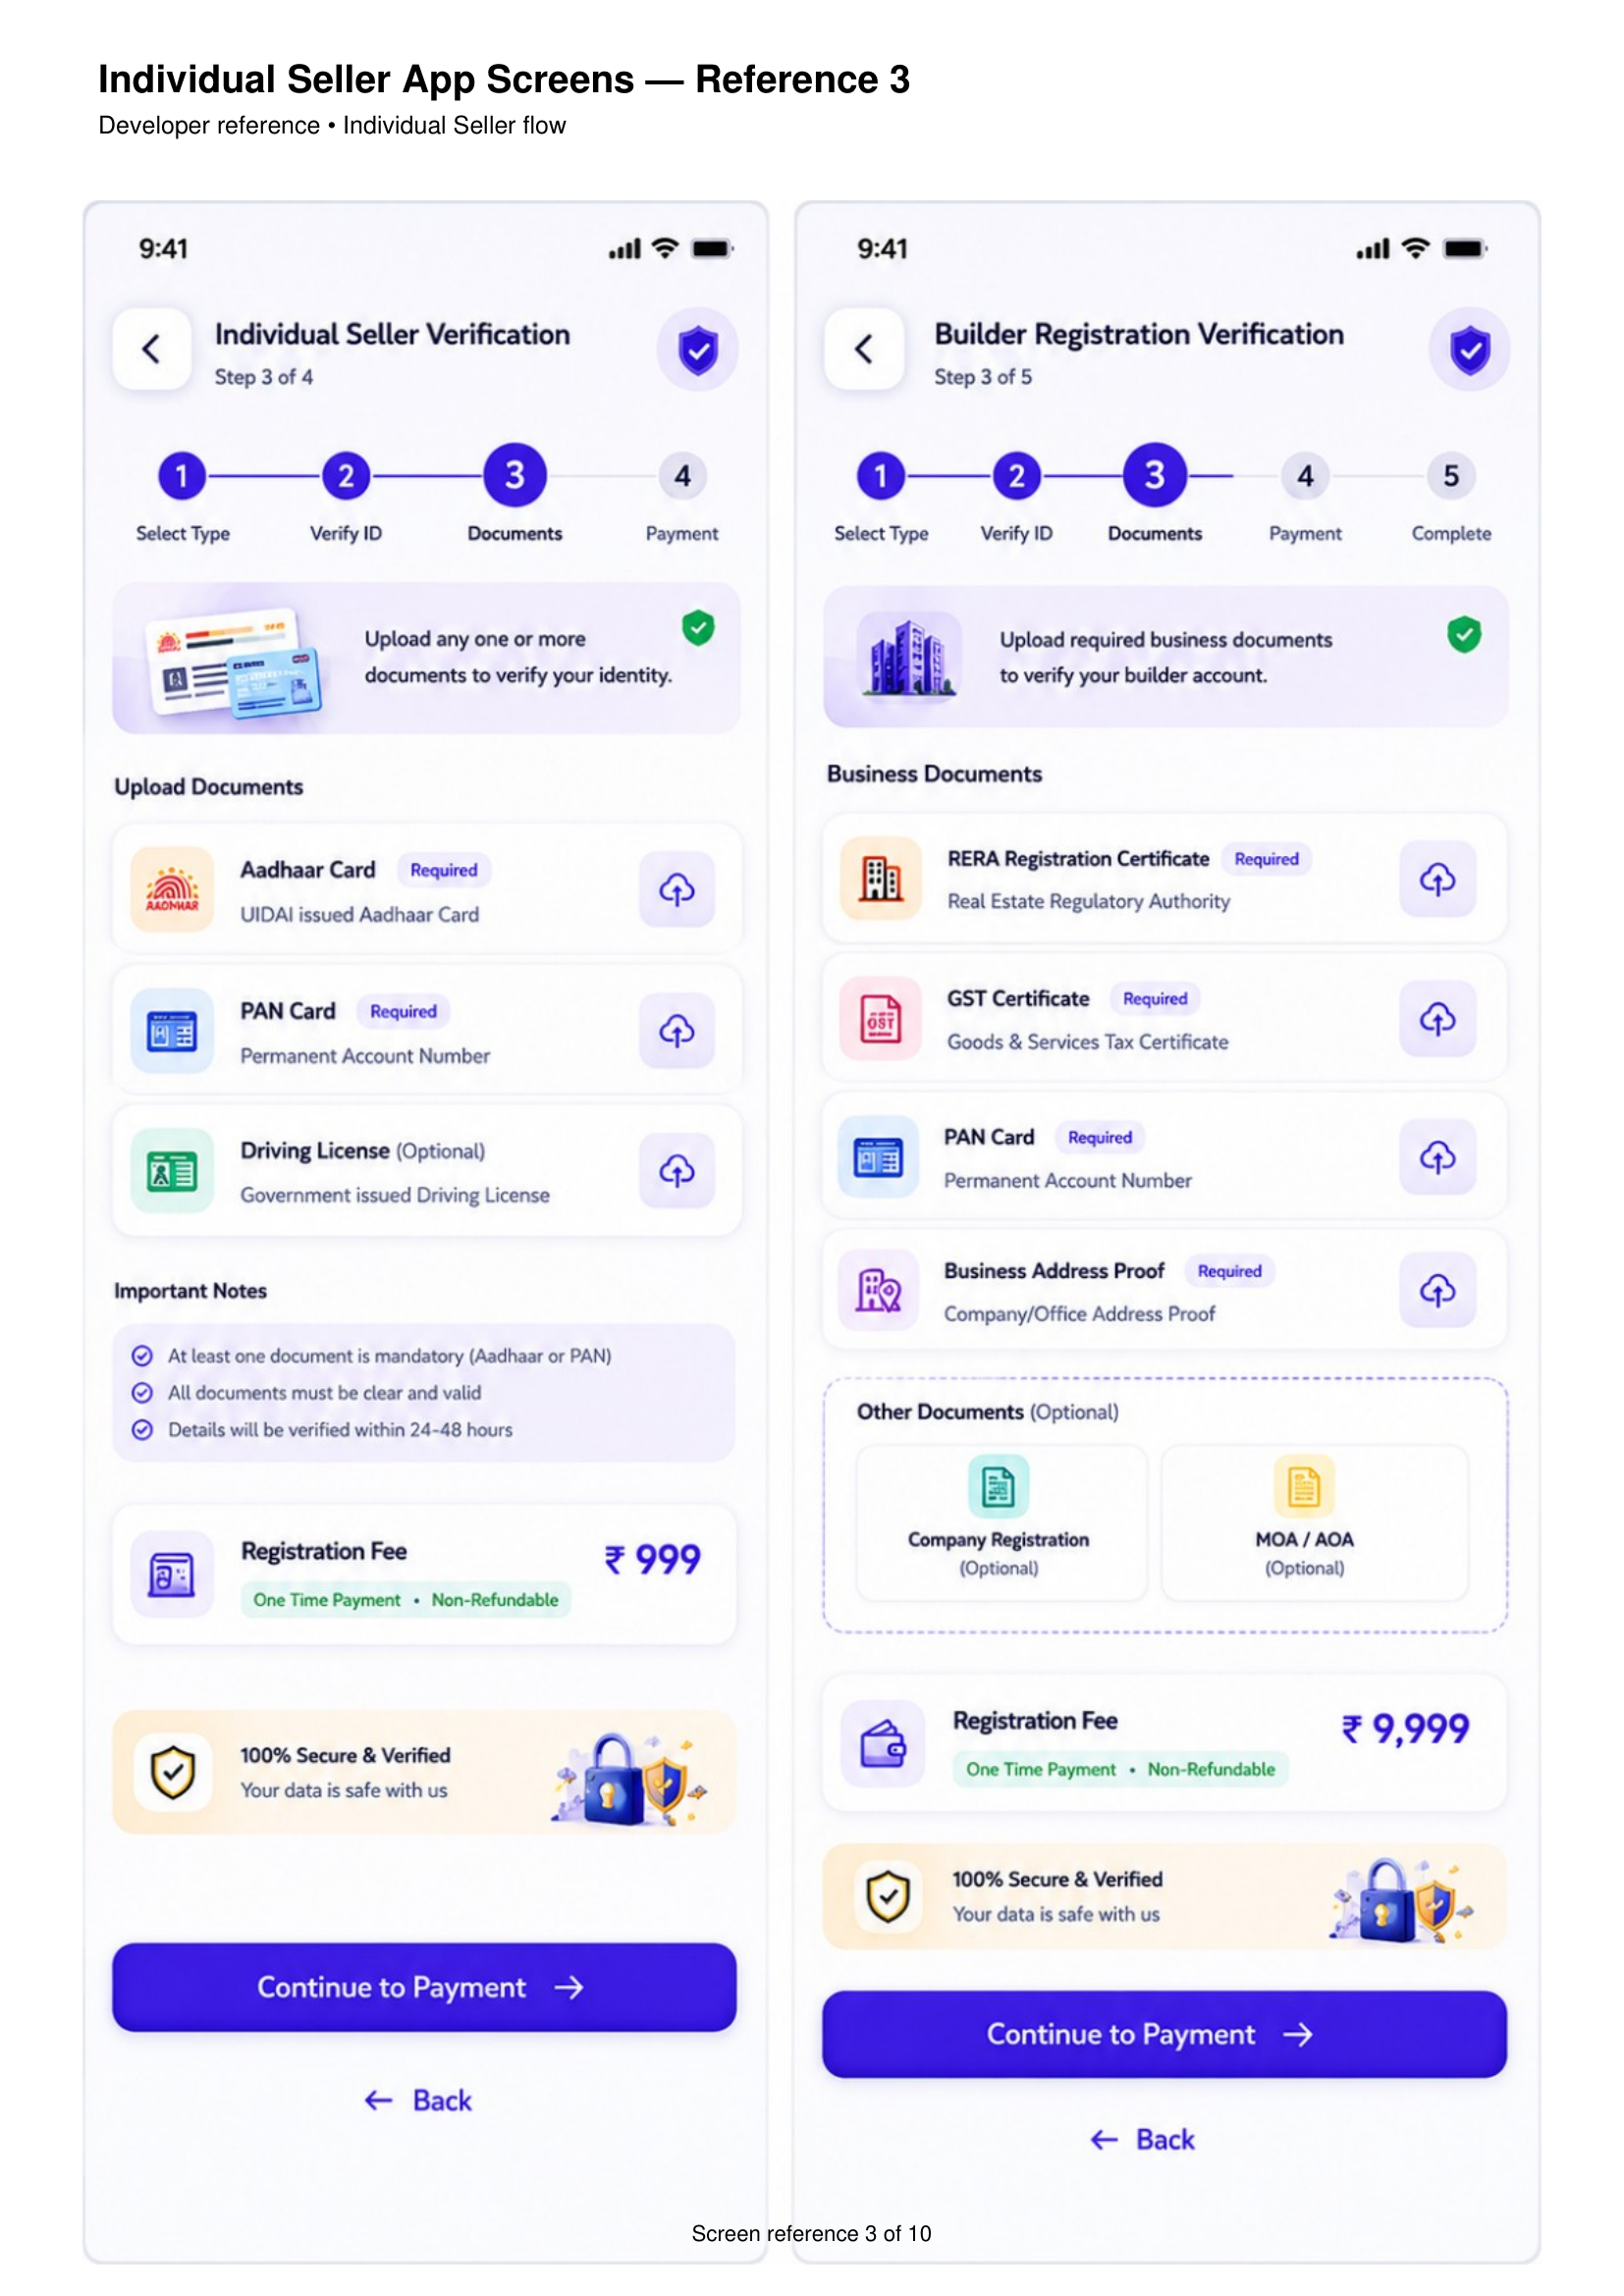 Individual Seller App Screens — Reference 3
Developer reference • Individual Seller flow
9:41
Individual Seller Verification
Step 3 of 4
1
2
3
4
Select Type
Verify ID
Documents
Payment
Upload any one or more
documents to verify your identity.
Upload Documents
AADNHAR
Aadhaar Card
Required
UIDAI issued Aadhaar Card
PAN Card
Required
Permanent Account Number
Driving License (Optional)
Government issued Driving License
Important Notes
At least one document is mandatory (Aadhaar or PAN)
All documents must be clear and valid
Details will be verified within 24-48 hours
Registration Fee
₹ 999
One Time Payment • Non-Refundable
100% Secure & Verified
Your data is safe with us
Continue to Payment →
← Back
9:41
Builder Registration Verification
Step 3 of 5
1
2
3
4
5
Select Type
Verify ID
Documents
Payment
Complete
Upload required business documents
to verify your builder account.
Business Documents
RERA Registration Certificate
Required
Real Estate Regulatory Authority
OST
GST Certificate
Required
Goods & Services Tax Certificate
PAN Card
Required
Permanent Account Number
Business Address Proof
Required
Company/Office Address Proof
Other Documents (Optional)
Company Registration
(Optional)
MOA / AOA
(Optional)
Registration Fee
₹ 9,999
One Time Payment • Non-Refundable
100% Secure & Verified
Your data is safe with us
Continue to Payment →
← Back
Screen reference 3 of 10